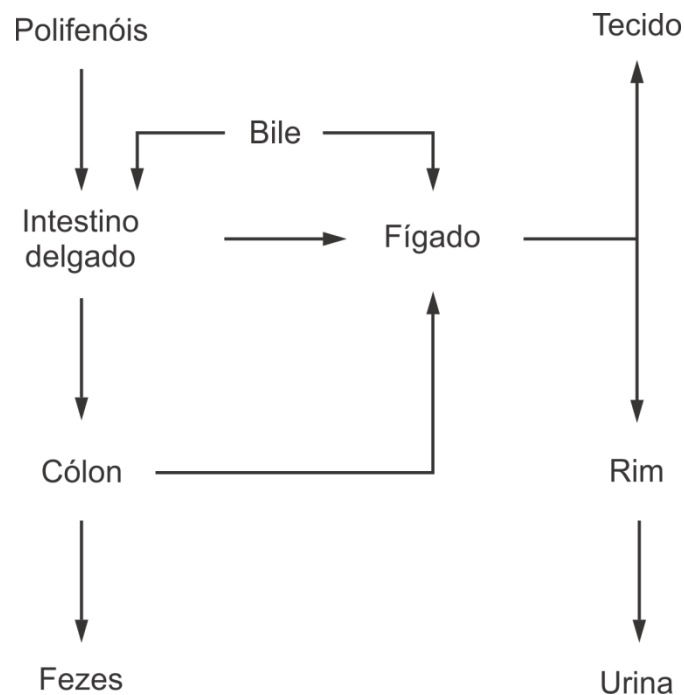 Polifenóis
Tecido
Bile
Intestino
delgado
Fígado
Cólon
Rim
Fezes
Urina